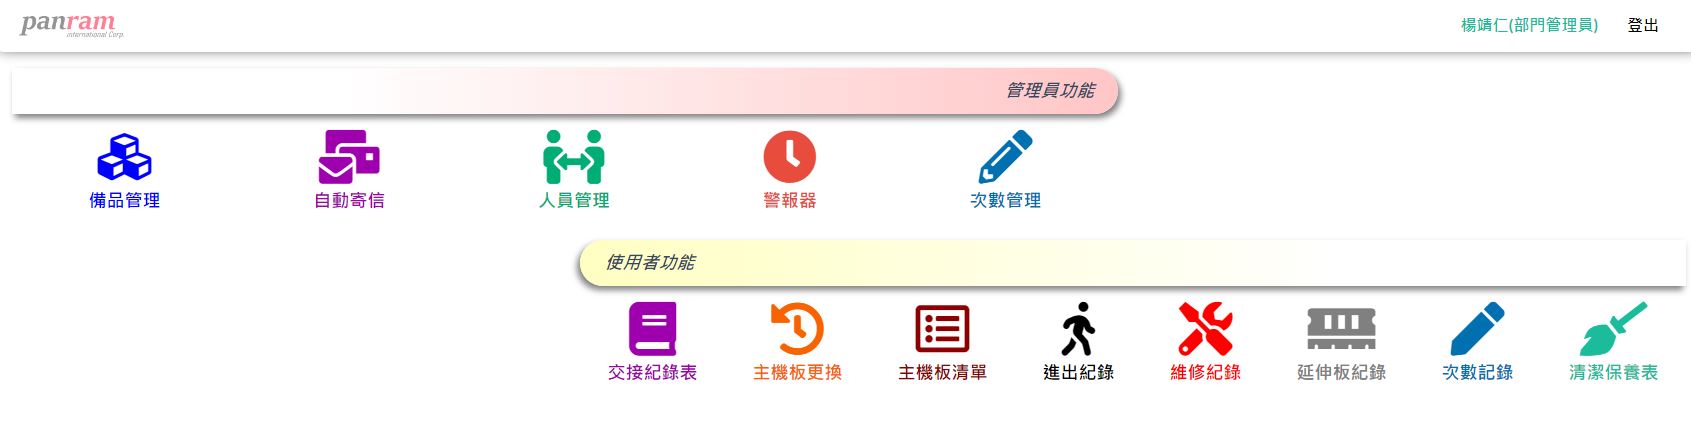 panram
international Corp.
楊靖仁(部門管理員) 登出
管理員功能
備品管理 自動寄信 人員管理 警報器 次數管理
使用者功能
交接紀錄表 主機板更換 主機板清單 進出紀錄 維修紀錄 延伸板紀錄 次數記錄 清潔保養表